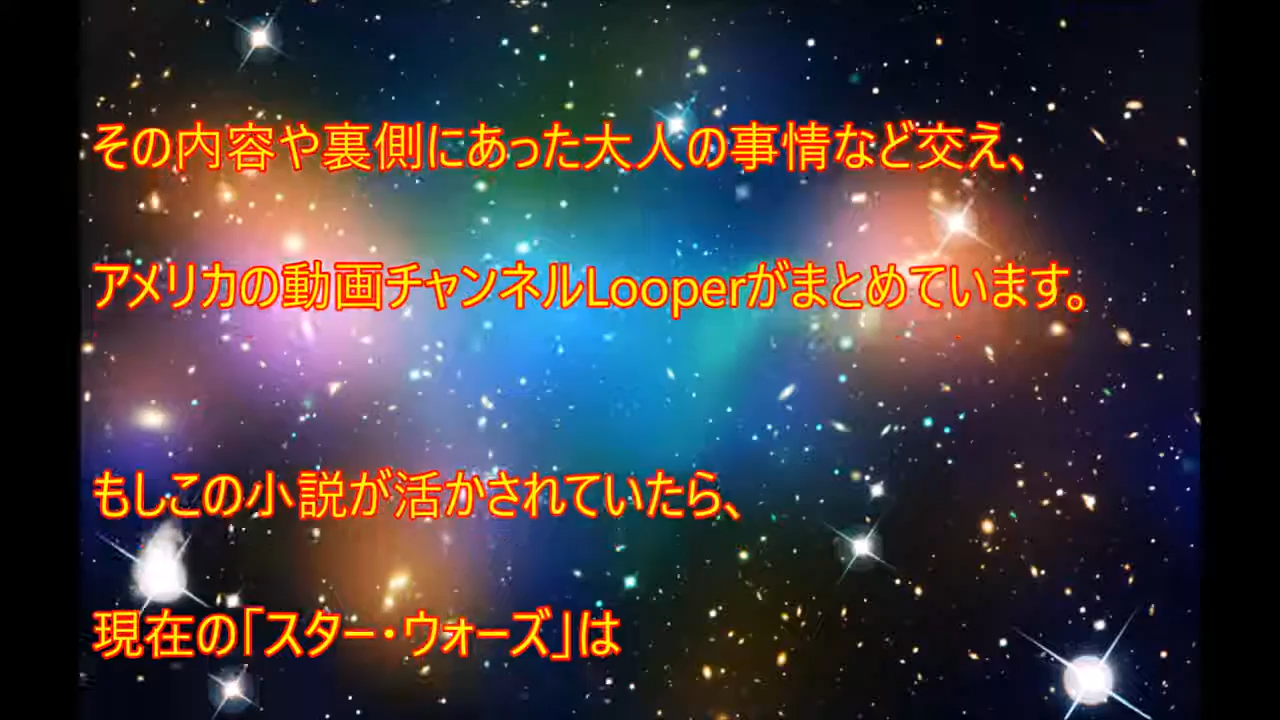 その内容や裏側にあった大人の事情など交え、
アメリカの動画チャンネルLooperがまとめています。
もしこの小説が活かされていたら、
現在の「スター・ウォーズ」は